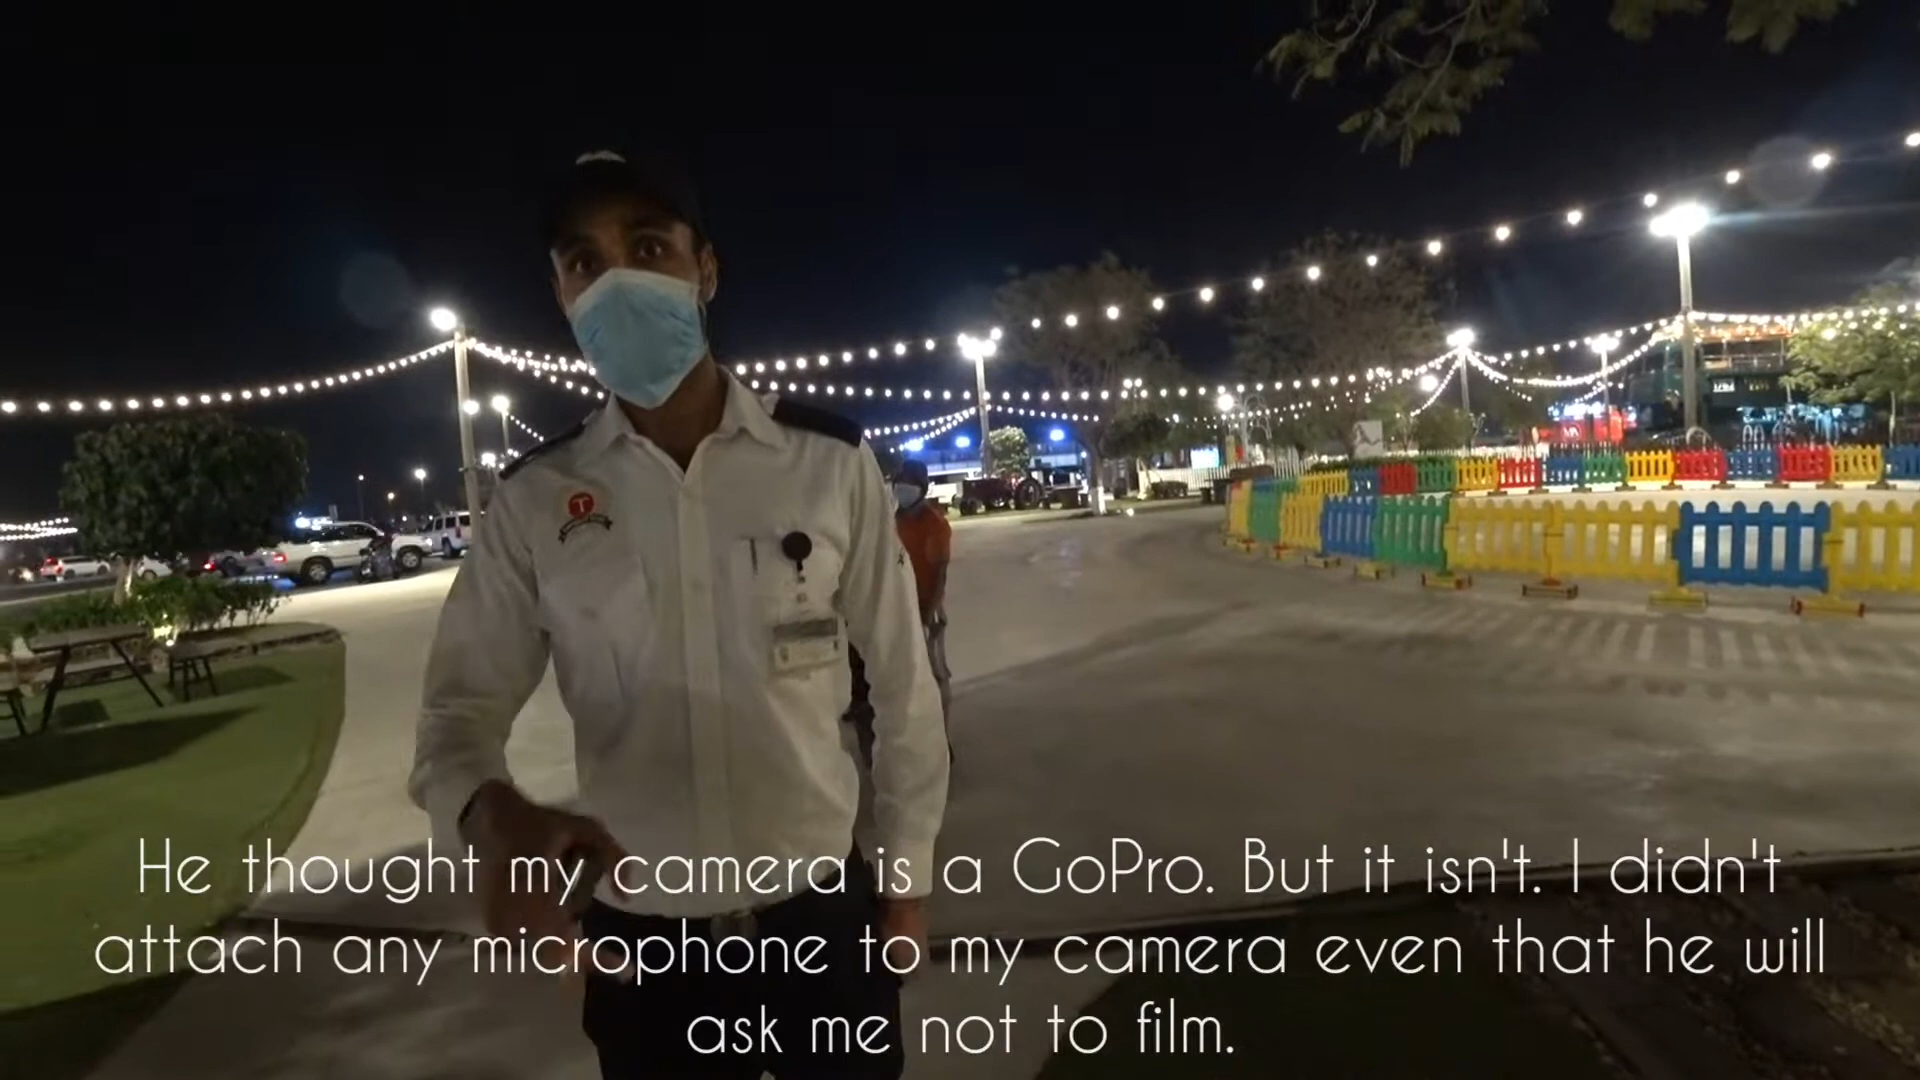 T
He thought my camera is a GoPro. But it isn't. I didn't
attach any microphone to my camera even that he will
ask me not to film.